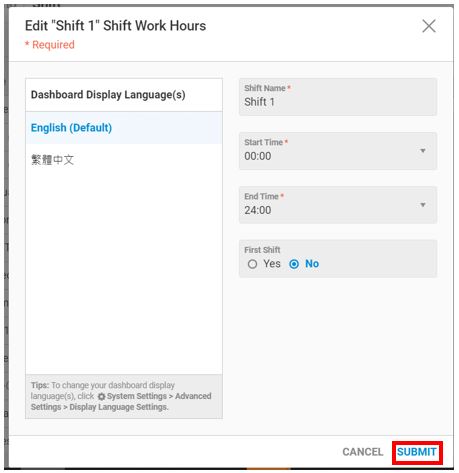 Edit "Shift 1" Shift Work Hours
* Required
Dashboard Display Language(s)
English (Default)
繁體中文
Tips: To change your dashboard display
language(s), click System Settings > Advanced
Settings > Display Language Settings.
Shift Name *
Shift 1
Start Time *
00:00
End Time *
24:00
First Shift
Yes No
CANCEL SUBMIT